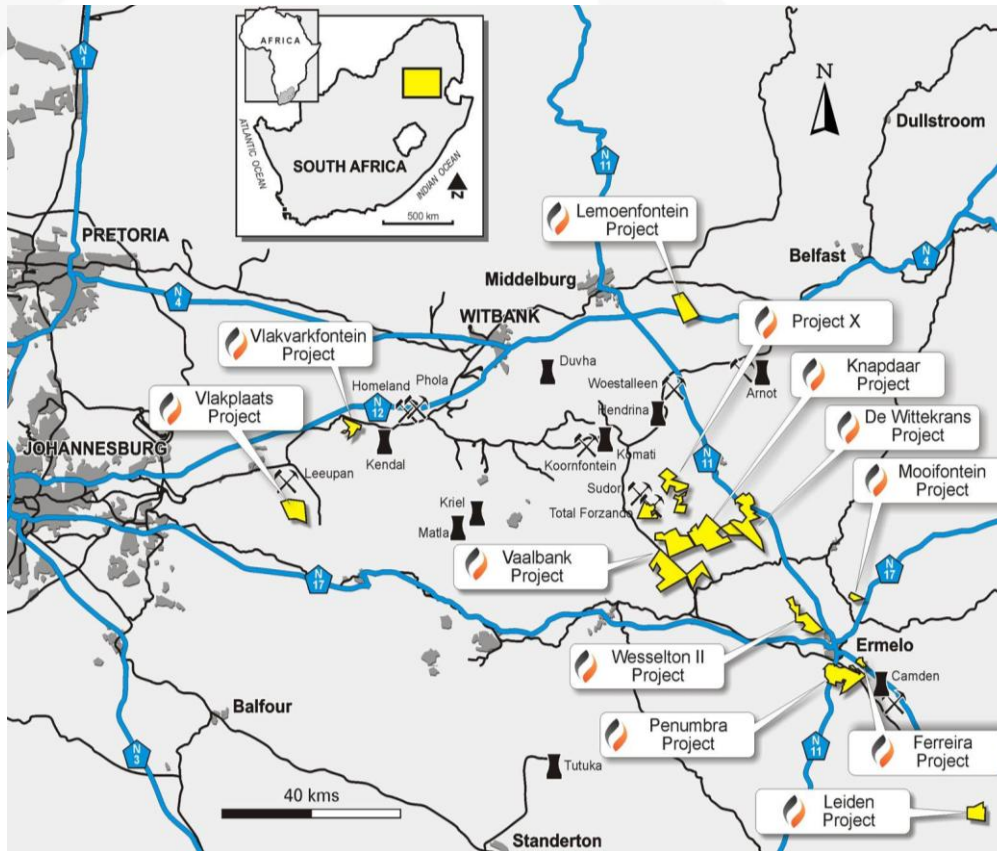 AFRICA
ATLANTIC OCEAN
SOUTH AFRICA
INDIAN OCEAN
Z
500 km
N
N
1
N
11
Dullstroom
Lemoenfontein
Project
PRETORIA
Belfast
N
4
Middelburg
N
4
WITBANK
Project X
Vlakvarkfontein
Project
Duvha
Knapdaar
Project
Phola
Homeland
Woestalleen
Arnot
Vlakplaats
Project
N
12
Hendrina
De Wittekrans
Project
JOHANNESBURG
Kendal
Komati
N
11
Koornfontein
Mooifontein
Project
Leeupan
Sudor
Kriel
Total Forzando
Matla
Vaalbank
Project
N
17
N
17
Ermelo
Wesselton II
Project
Camden
Balfour
Penumbra
Project
N
11
Ferreira
Project
N
3
Tutuka
40 kms
Leiden
Project
Standerton